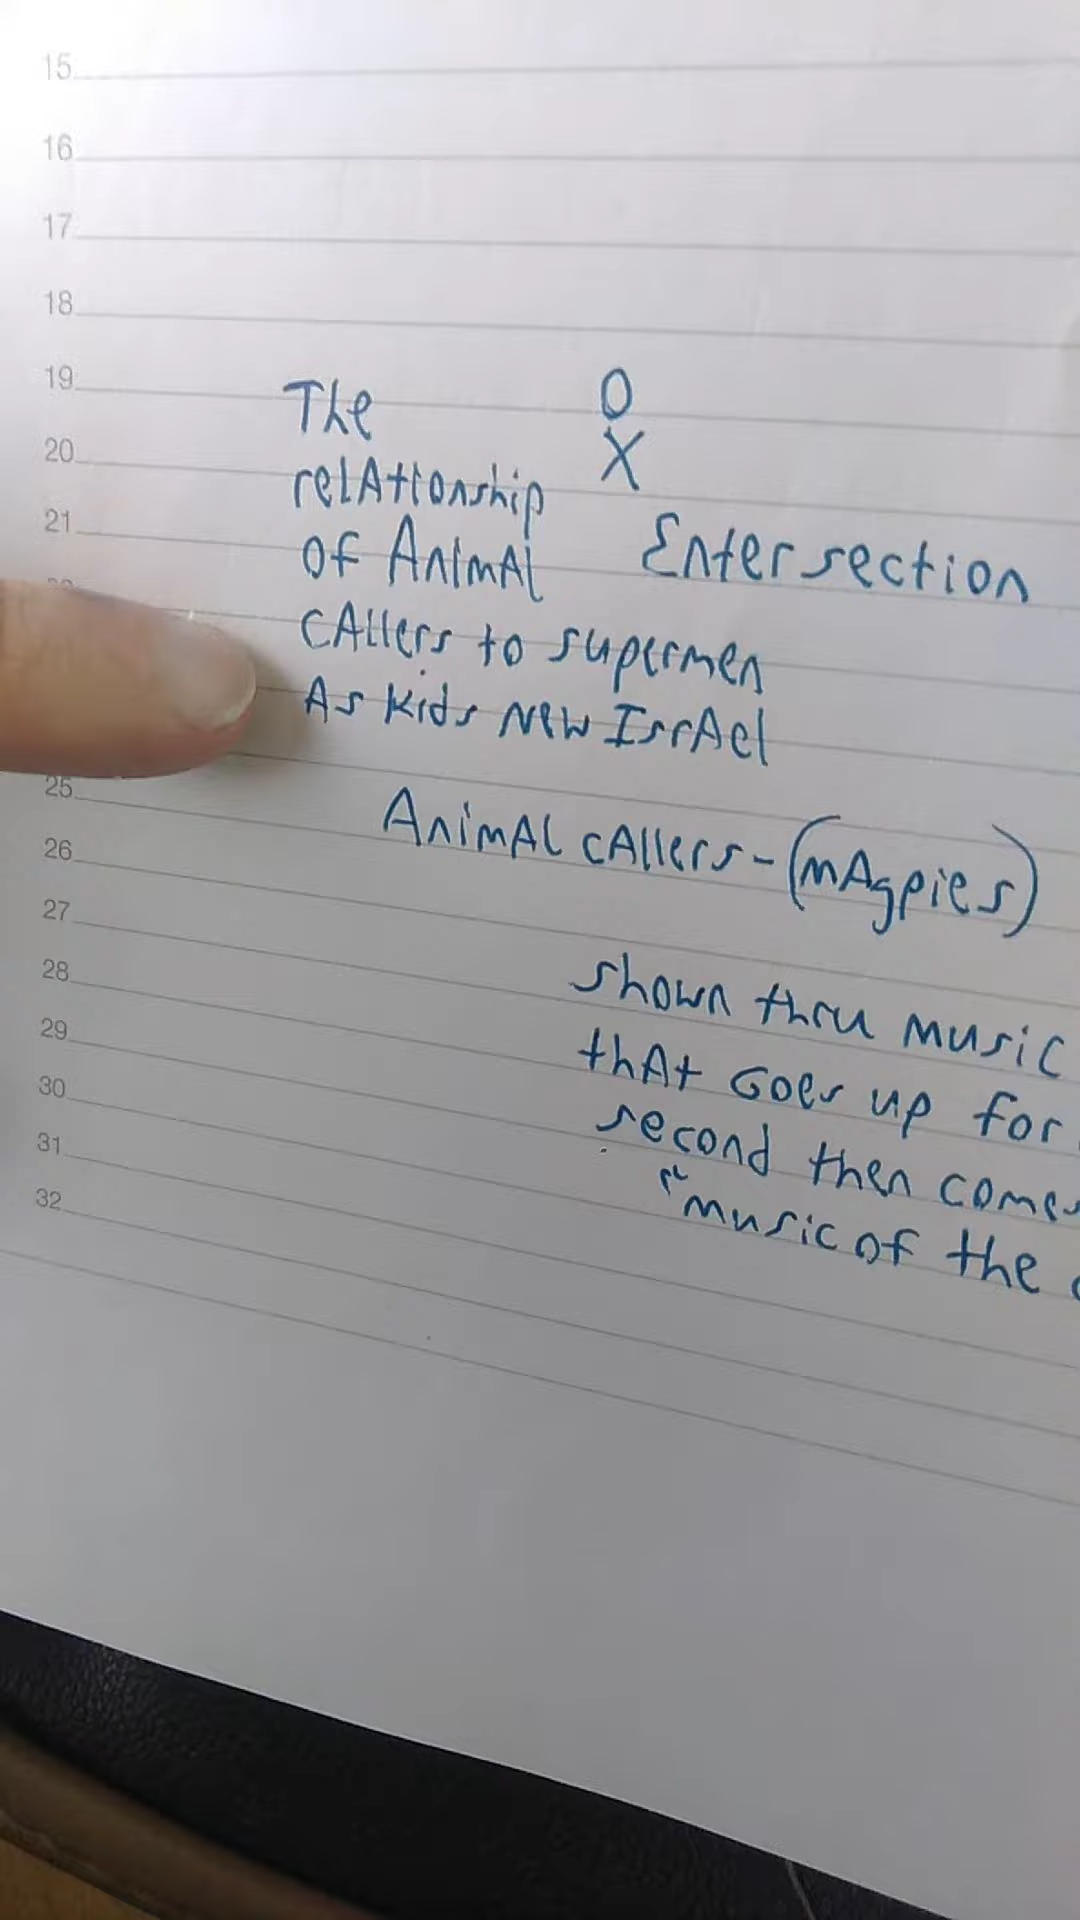 15
16
17
18
19
20
21
25
26
27
28
29
30
31
32
The
relAtionship
of AnimAl
cAllers to supermen
As kids New IsrAel
O
X
Entersection
AnimAL cAllers - (mAgpies)
shown thru music
thAt Goes up for
second then comes
"music of the